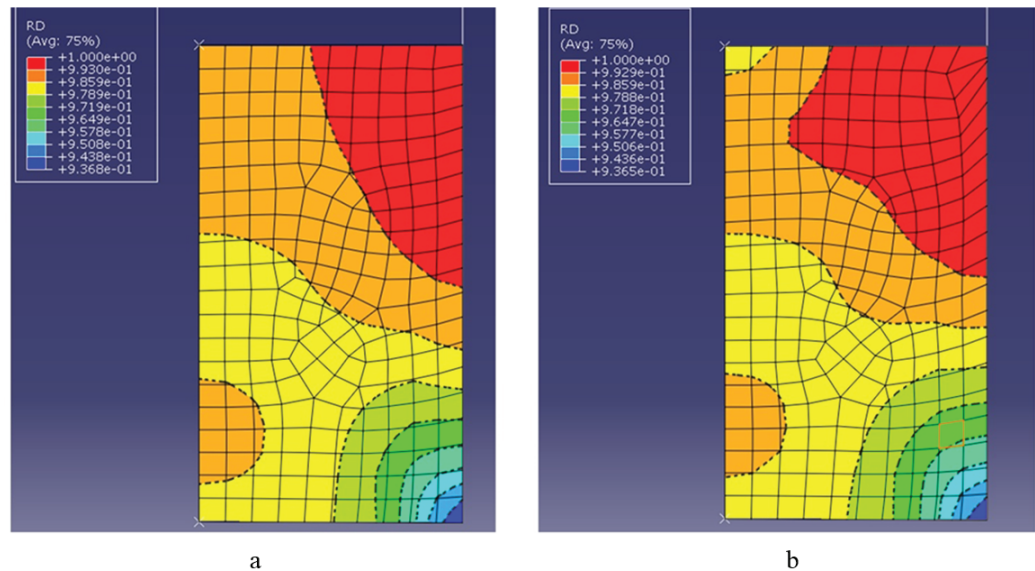 RD
(Avg: 75%)
+1.000e+00
+9.930e-01
+9.859e-01
+9.789e-01
+9.719e-01
+9.649e-01
+9.578e-01
+9.508e-01
+9.438e-01
+9.368e-01
RD
(Avg: 75%)
+1.000e+00
+9.929e-01
+9.859e-01
+9.788e-01
+9.718e-01
+9.647e-01
+9.577e-01
+9.506e-01
+9.436e-01
+9.365e-01
a
b